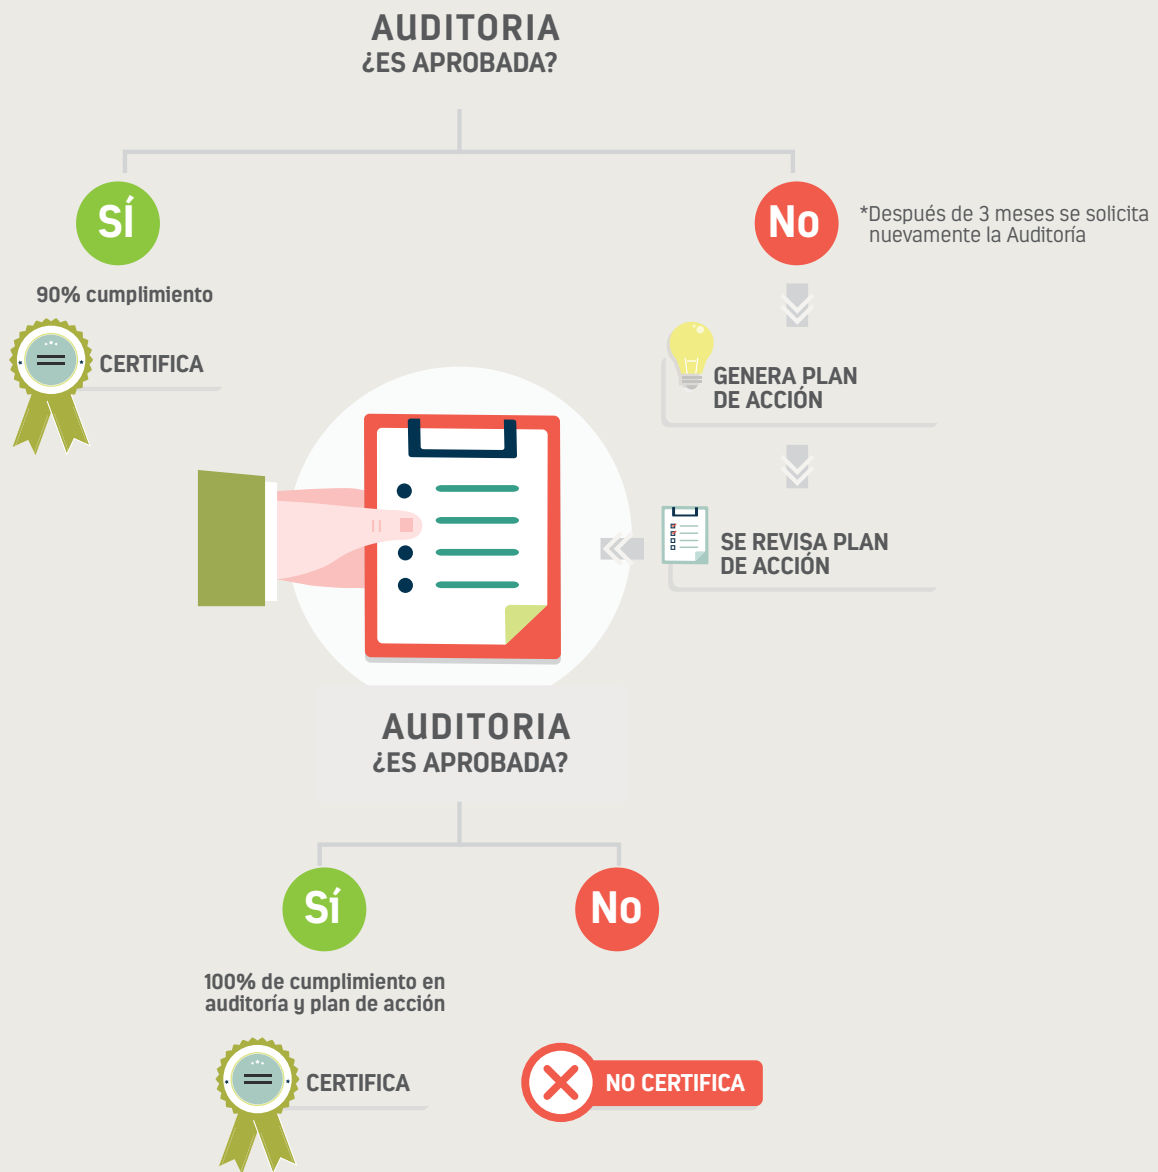 AUDITORIA
¿ES APROBADA?
SÍ
90% cumplimiento
CERTIFICA
No
*Después de 3 meses se solicita
nuevamente la Auditoría
GENERA PLAN
DE ACCIÓN
SE REVISA PLAN
DE ACCIÓN
AUDITORIA
¿ES APROBADA?
Sí
100% de cumplimiento en
auditoría y plan de acción
CERTIFICA
No
NO CERTIFICA